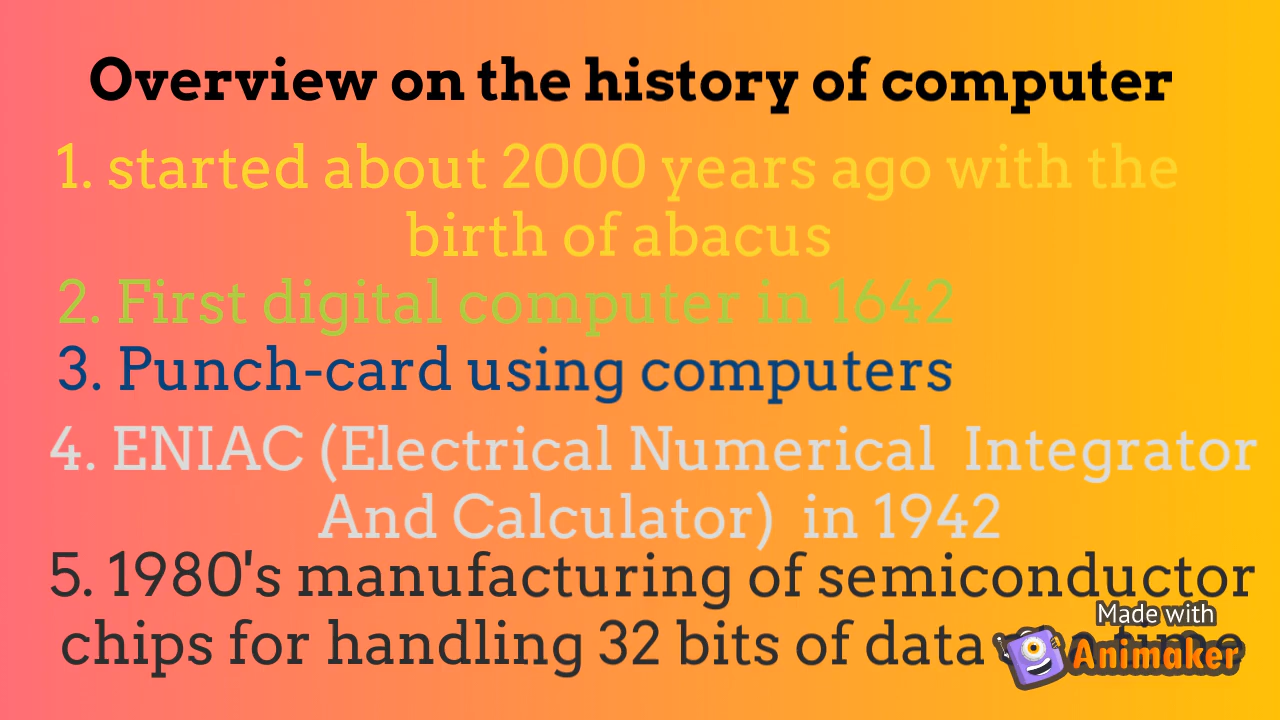 Overview on the history of computer
1. started about 2000 years ago with the
birth of abacus
2. First digital computer in 1642
3. Punch-card using computers
4. ENIAC (Electrical Numerical Integrator
And Calculator) in 1942
5. 1980's manufacturing of semiconductor
chips for handling 32 bits of data
Made with
Animaker